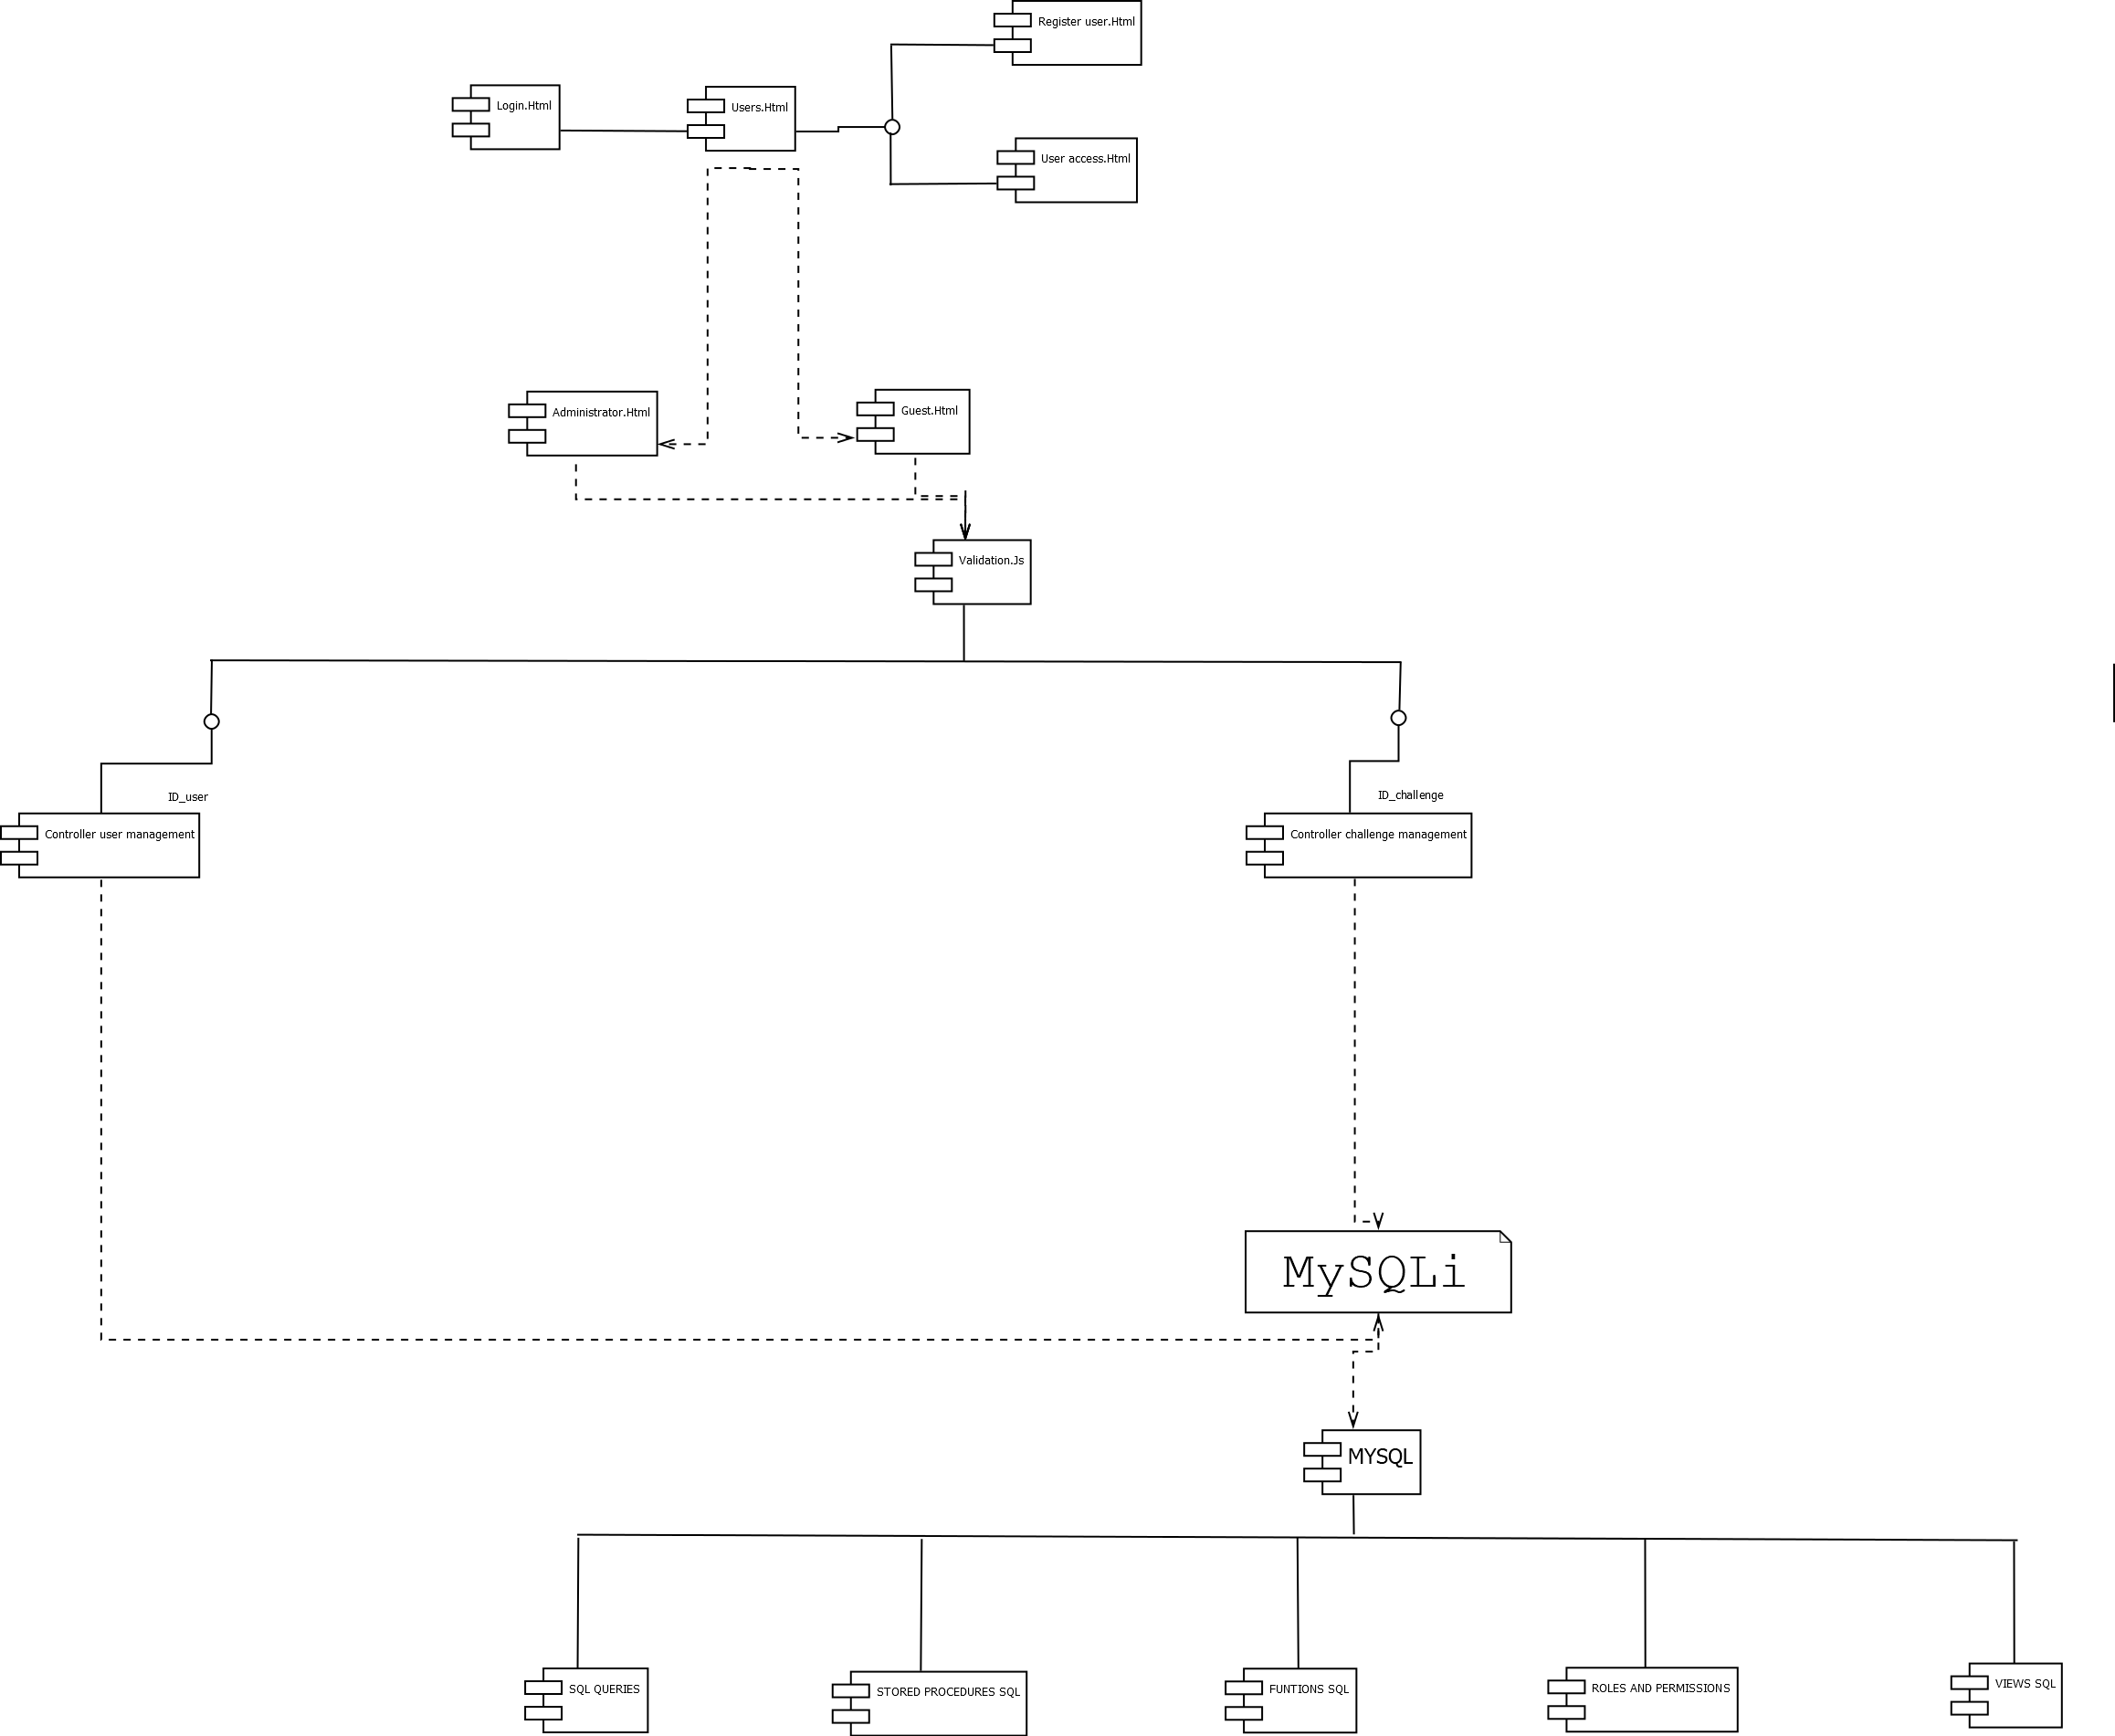 Register user.Html
Login.Html
Users.Html
User access.Html
Administrator.Html
Guest.Html
Validation.Js
ID_user
ID_challenge
Controller user management
Controller challenge management
MySQLi
MYSQL
SQL QUERIES
STORED PROCEDURES SQL
FUNTIONS SQL
ROLES AND PERMISSIONS
VIEWS SQL